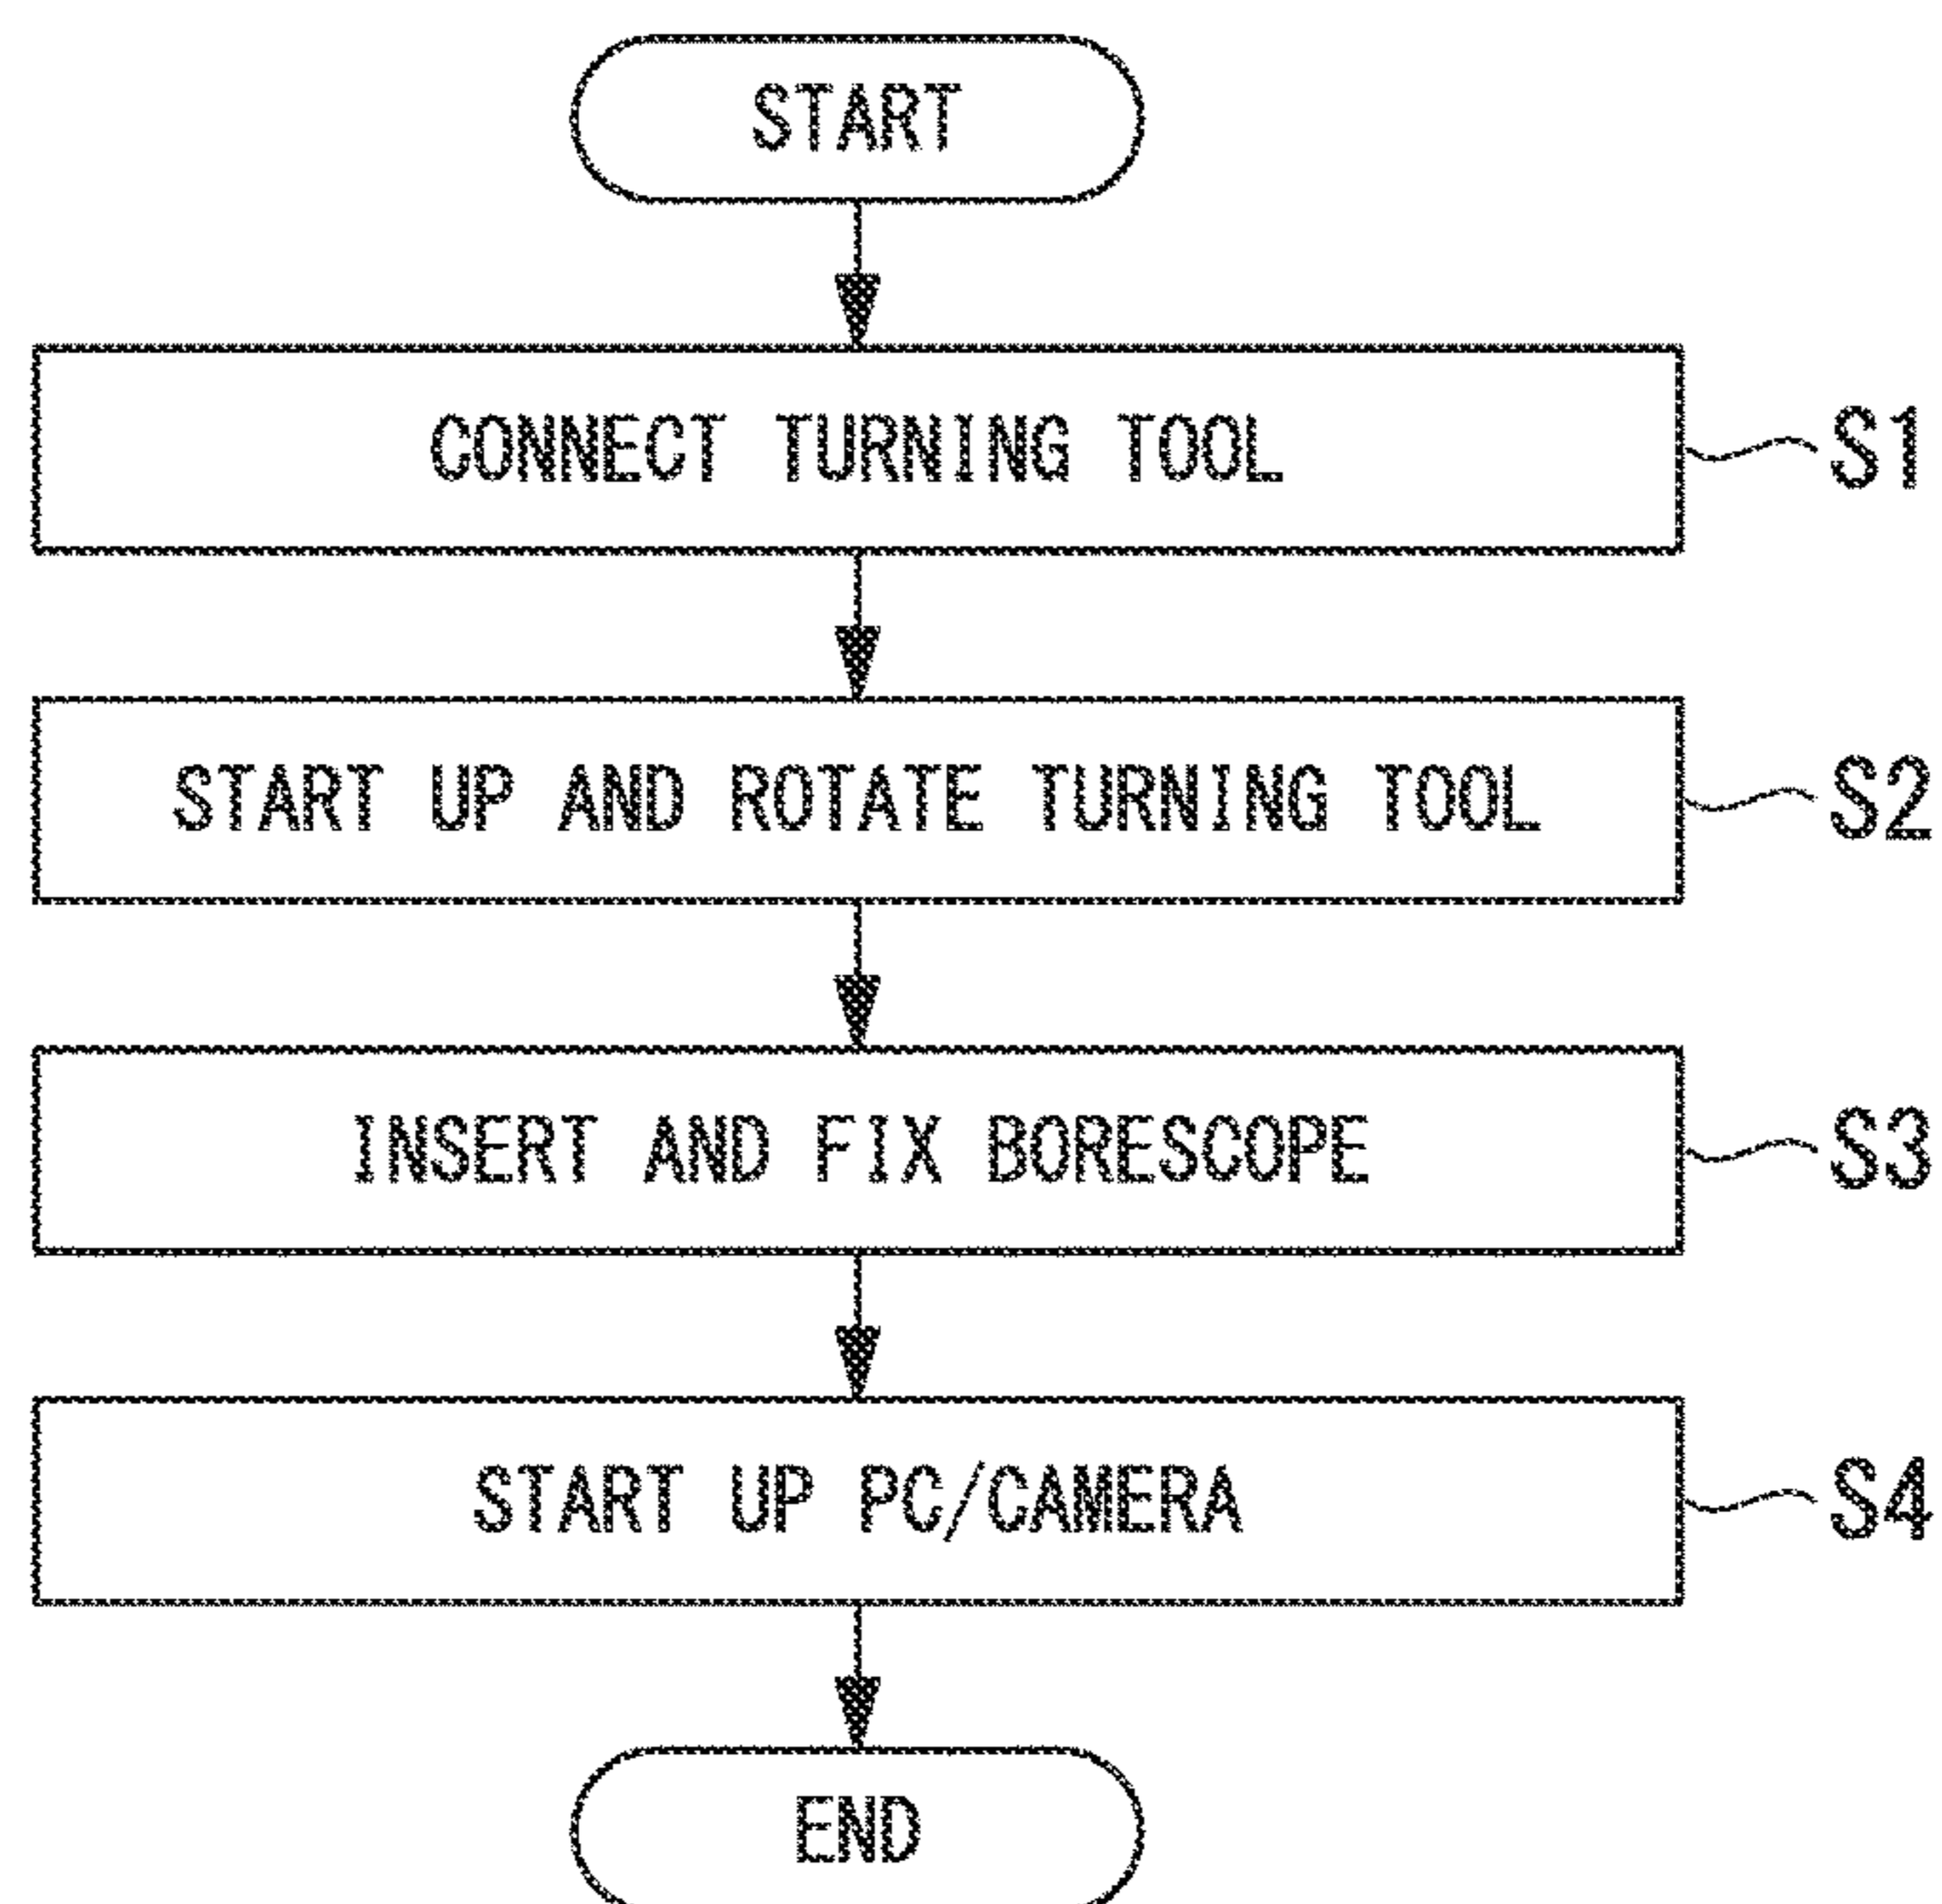 START
CONNECT TURNING TOOL
S1
START UP AND ROTATE TURNING TOOL
S2
INSERT AND FIX BORESCOPE
S3
START UP PC/CAMERA
S4
END